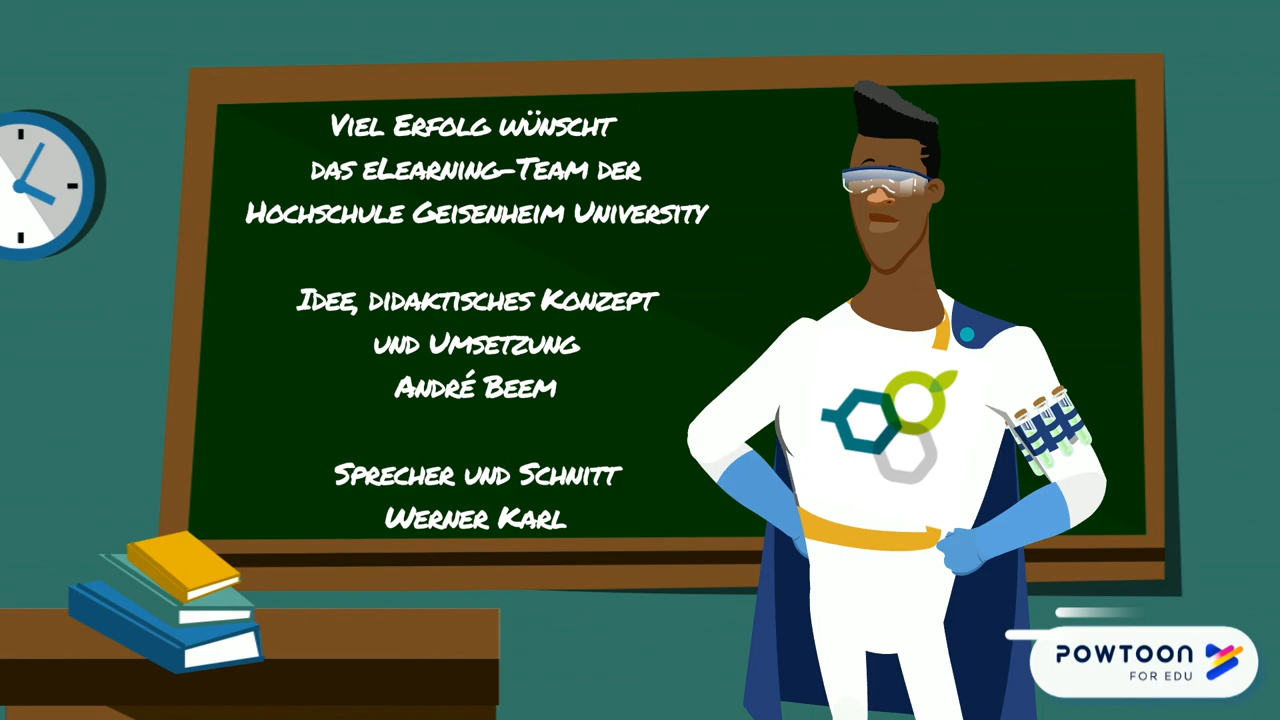 Viel Erfolg wünscht
das eLearning-Team der
Hochschule Geisenheim University
Idee, didaktisches Konzept
und Umsetzung
André Beem
Sprecher und Schnitt
Werner Karl
POWTOON
FOR EDU